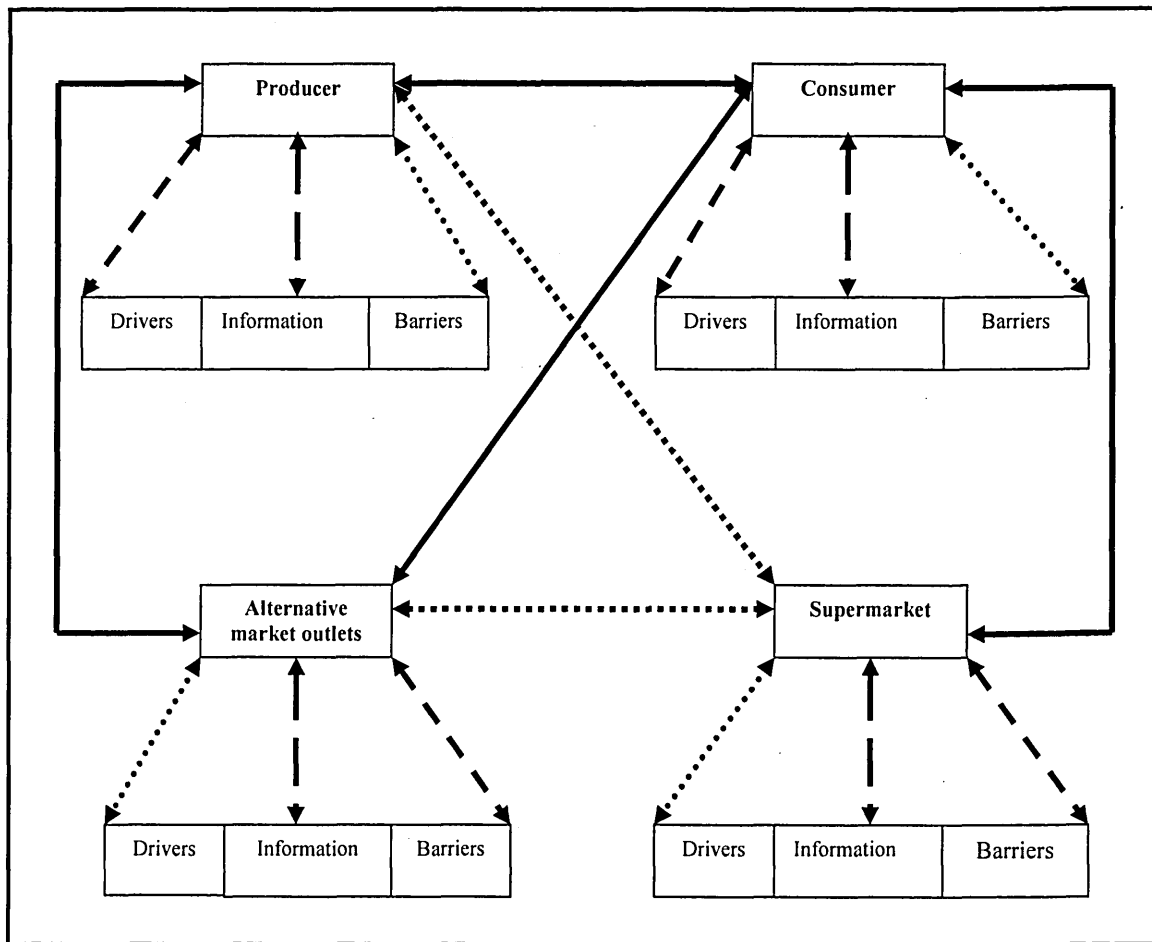 Producer
Consumer
Drivers Information Barriers
Drivers Information Barriers
Alternative
market outlets
Supermarket
Drivers Information Barriers
Drivers Information Barriers